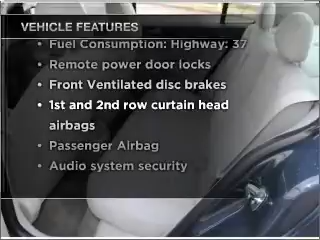 VEHICLE FEATURES
• Fuel Consumption: Highway: 37
• Remote power door locks
• Front Ventilated disc brakes
• 1st and 2nd row curtain head
airbags
• Passenger Airbag
• Audio system security